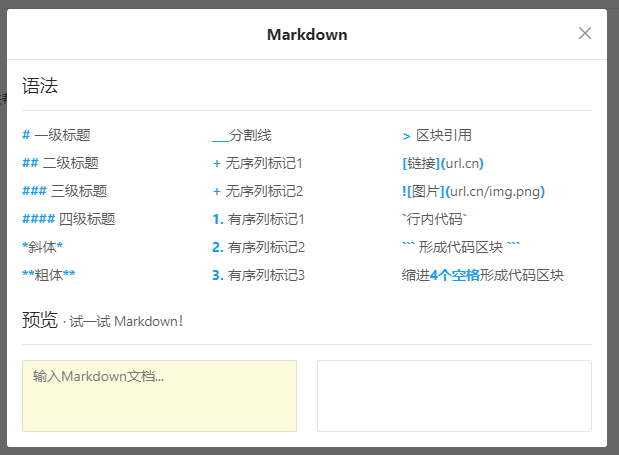 Markdown
语法
# 一级标题
___分割线
> 区块引用
## 二级标题
+ 无序列标记1
[链接](url.cn)
### 三级标题
+ 无序列标记2
![图片](url.cn/img.png)
#### 四级标题
1. 有序列标记1
`行内代码`
*斜体*
2. 有序列标记2
``` 形成代码区块 ```
**粗体**
3. 有序列标记3
缩进4个空格形成代码区块
预览 · 试一试 Markdown!
输入Markdown文档...